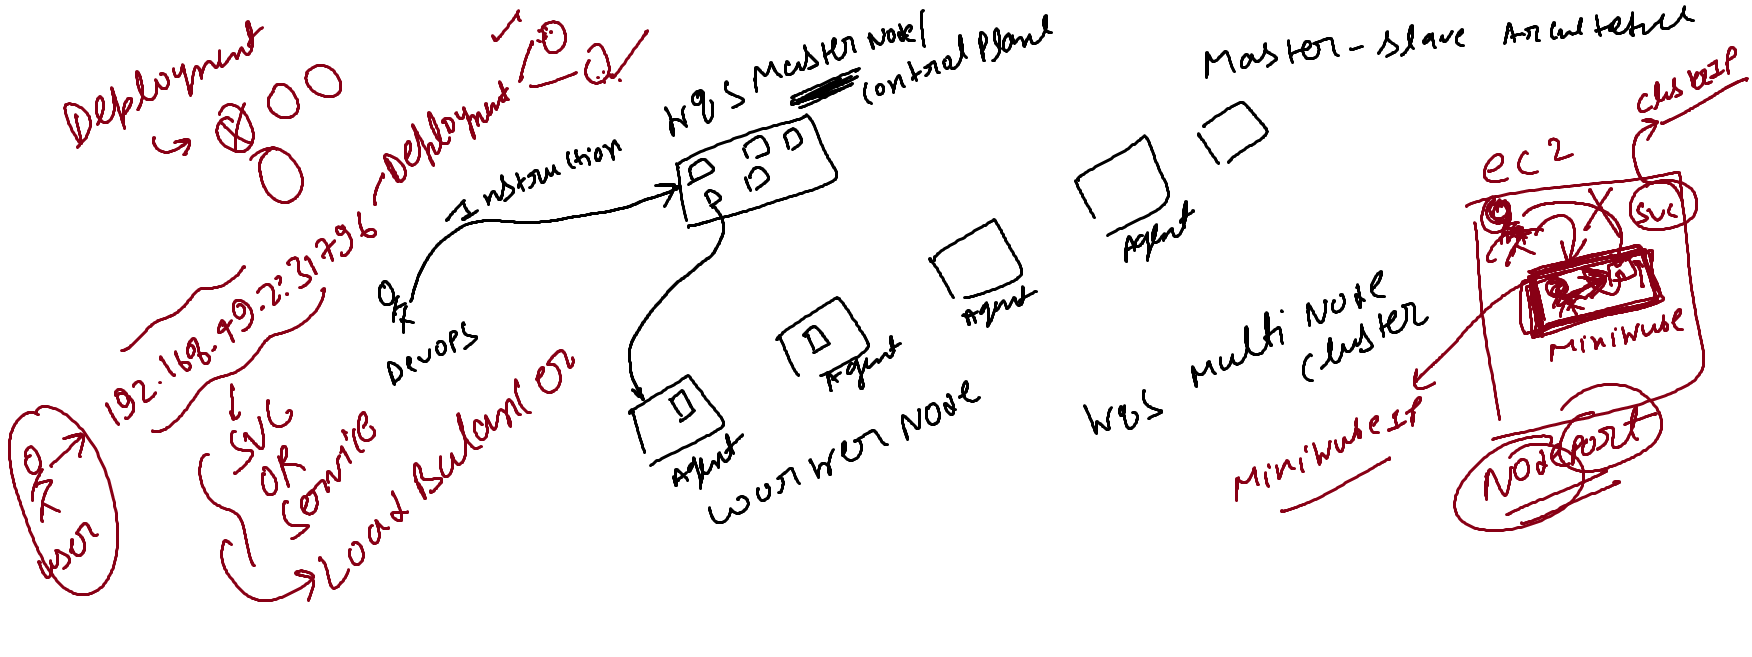 Deployment
Deployment
Instruction
K8s Master Node/
Control Plane
Master-slave Architecture
ClusterIP
ec2
SVC
192.168.49.2:31796
DevOPS
Agent
Agent
Agent
Agent
Worker Node
K8s Multi Node
Cluster
Minikube
Minikube IP
NodePort
SVC
OR
Service
Load Balancer
user